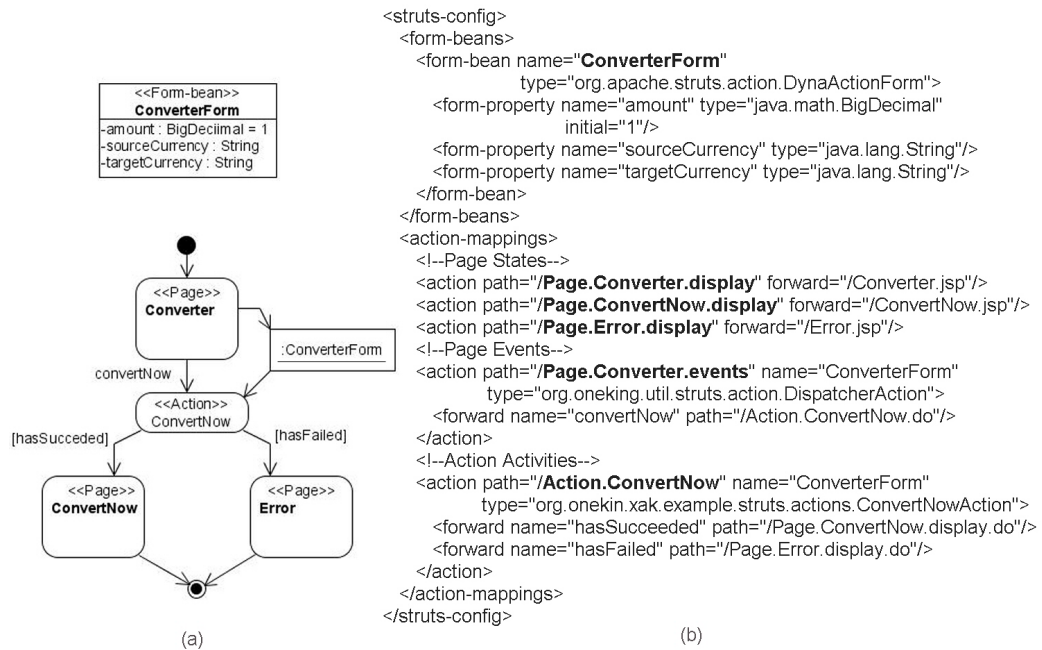 <<Form-bean>>
ConverterForm
-amount : BigDeciimal = 1
-sourceCurrency : String
-targetCurrency : String
<<Page>>
Converter
:ConverterForm
convertNow
<<Action>>
ConvertNow
[hasSucceded]
[hasFailed]
<<Page>>
ConvertNow
<<Page>>
Error
(a)
<struts-config>
<form-beans>
<form-bean name="ConverterForm"
type="org.apache.struts.action.DynaActionForm">
<form-property name="amount" type="java.math.BigDecimal"
initial="1"/>
<form-property name="sourceCurrency" type="java.lang.String"/>
<form-property name="targetCurrency" type="java.lang.String"/>
</form-bean>
</form-beans>
<action-mappings>
<!--Page States-->
<action path="/Page.Converter.display" forward="/Converter.jsp"/>
<action path="/Page.ConvertNow.display" forward="/ConvertNow.jsp"/>
<action path="/Page.Error.display" forward="/Error.jsp"/>
<!--Page Events-->
<action path="/Page.Converter.events" name="ConverterForm"
type="org.oneking.util.struts.action.DispatcherAction">
<forward name="convertNow" path="/Action.ConvertNow.do"/>
</action>
<!--Action Activities-->
<action path="/Action.ConvertNow" name="ConverterForm"
type="org.onekin.xak.example.struts.actions.ConvertNowAction">
<forward name="hasSucceeded" path="/Page.ConvertNow.display.do"/>
<forward name="hasFailed" path="/Page.Error.display.do"/>
</action>
</action-mappings>
</struts-config>
(b)